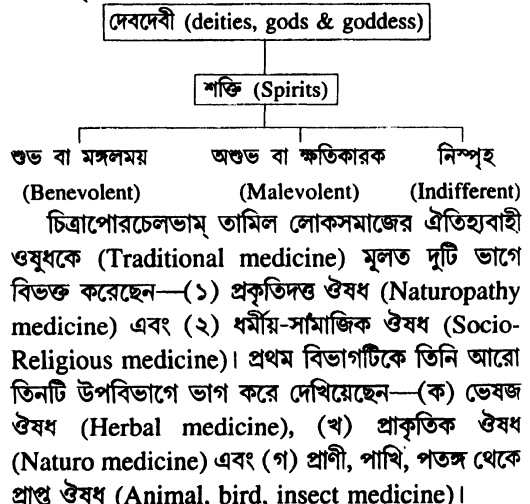 দেবদেবী (deities, gods & goddess)
শক্তি (Spirits)
শুভ বা মঙ্গলময় অশুভ বা ক্ষতিকারক নিস্পৃহ
(Benevolent) (Malevolent) (Indifferent)
চিত্রাপোরচেলভাম্ তামিল লোকসমাজের ঐতিহ্যবাহী
ওষুধকে (Traditional medicine) মূলত দুটি ভাগে
বিভক্ত করেছেন—(১) প্রকৃতিদত্ত ঔষধ (Naturopathy
medicine) এবং (২) ধর্মীয়-সামাজিক ঔষধ (Socio-
Religious medicine)। প্রথম বিভাগটিকে তিনি আরো
তিনটি উপবিভাগে ভাগ করে দেখিয়েছেন—(ক) ভেষজ
ঔষধ (Herbal medicine), (খ) প্রাকৃতিক ঔষধ
(Naturo medicine) এবং (গ) প্রাণী, পাখি, পতঙ্গ থেকে
প্রাপ্ত ঔষধ (Animal, bird, insect medicine)।